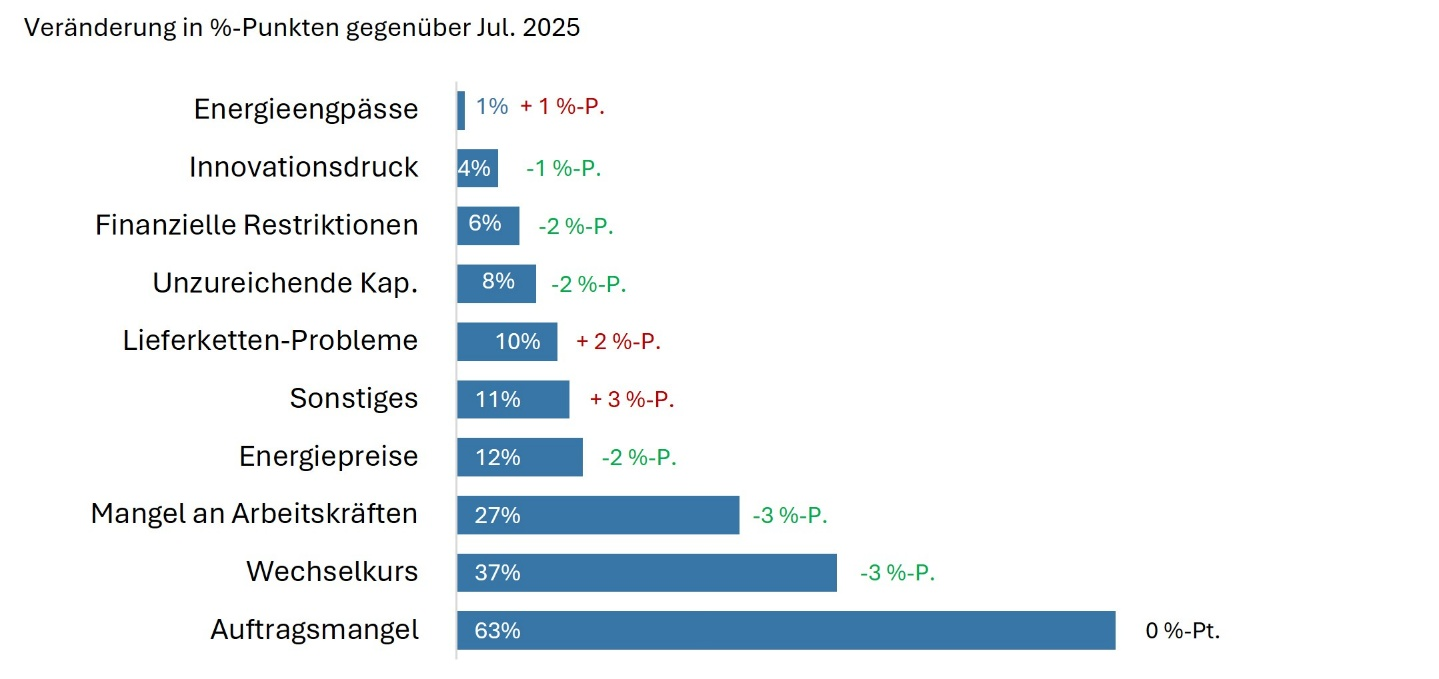 Veränderung in %-Punkten gegenüber Jul. 2025
Energieengpässe 1% + 1 %-P.
Innovationsdruck 4% -1 %-P.
Finanzielle Restriktionen 6% -2 %-P.
Unzureichende Kap. 8% -2 %-P.
Lieferketten-Probleme 10% + 2 %-P.
Sonstiges 11% + 3 %-P.
Energiepreise 12% -2 %-P.
Mangel an Arbeitskräften 27% -3 %-P.
Wechselkurs 37% -3 %-P.
Auftragsmangel 63% 0 %-Pt.